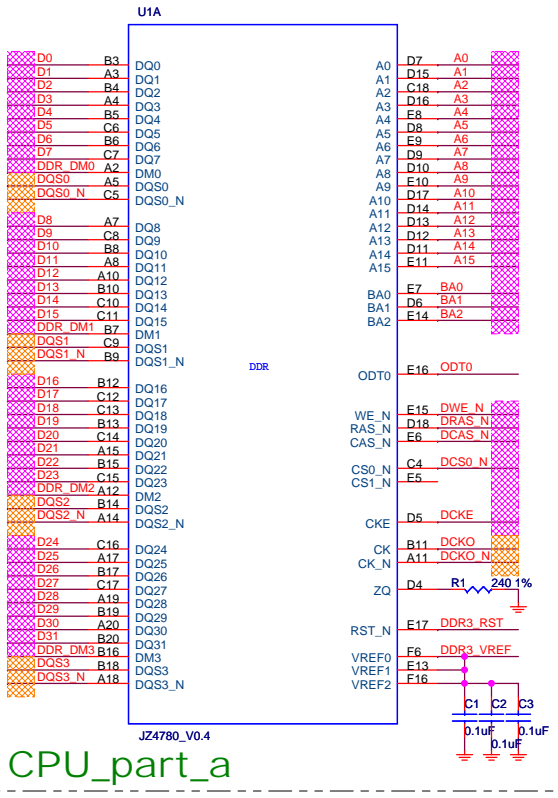 U1A
D0 B3 DQ0 A0 D7 A0
D1 A3 DQ1 A1 D15 A1
D2 B4 DQ2 A2 C18 A2
D3 A4 DQ3 A3 D16 A3
D4 B5 DQ4 A4 E8 A4
D5 C6 DQ5 A5 D8 A5
D6 B6 DQ6 A6 E9 A6
D7 C7 DQ7 A7 D9 A7
DDR_DM0 A2 DM0 A8 D10 A8
DQS0 A5 DQS0 A9 E10 A9
DQS0_N C5 DQS0_N A10 D17 A10
A11 D14 A11
D8 A7 DQ8 A12 D13 A12
D9 C8 DQ9 A13 D12 A13
D10 B8 DQ10 A14 D11 A14
D11 A8 DQ11 A15 E11 A15
D12 A10 DQ12
D13 B10 DQ13 BA0 E7 BA0
D14 C10 DQ14 BA1 D6 BA1
D15 C11 DQ15 BA2 E14 BA2
DDR_DM1 B7 DM1
DQS1 C9 DQS1
DQS1_N B9 DQS1_N
DDR
ODT0 E16 ODT0
D16 B12 DQ16
D17 C12 DQ17
D18 C13 DQ18 WE_N E15 DWE_N
D19 B13 DQ19 RAS_N D18 DRAS_N
D20 C14 DQ20 CAS_N E6 DCAS_N
D21 A15 DQ21
D22 B15 DQ22 CS0_N C4 DCS0_N
D23 C15 DQ23 CS1_N E5
DDR_DM2 A12 DM2
DQS2 B14 DQS2
DQS2_N A14 DQS2_N CKE D5 DCKE
D24 C16 DQ24 CK B11 DCKO
D25 A17 DQ25 CK_N A11 DCKO_N
D26 B17 DQ26
D27 C17 DQ27 ZQ D4 R1 240 1%
D28 A19 DQ28
D29 B19 DQ29
D30 A20 DQ30 RST_N E17 DDR3_RST
D31 B20 DQ31
DDR_DM3 B16 DM3 VREF0 F6 DDR3_VREF
DQS3 B18 DQS3 VREF1 E13
DQS3_N A18 DQS3_N VREF2 F16
C1 C2 C3
0.1uF 0.1uF 0.1uF
JZ4780_V0.4
CPU_part_a